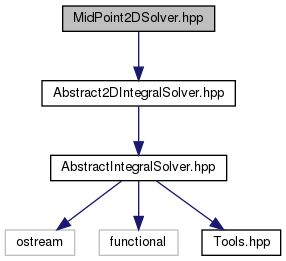 MidPoint2DSolver.hpp
Abstract2DIntegralSolver.hpp
AbstractIntegralSolver.hpp
ostream
functional
Tools.hpp